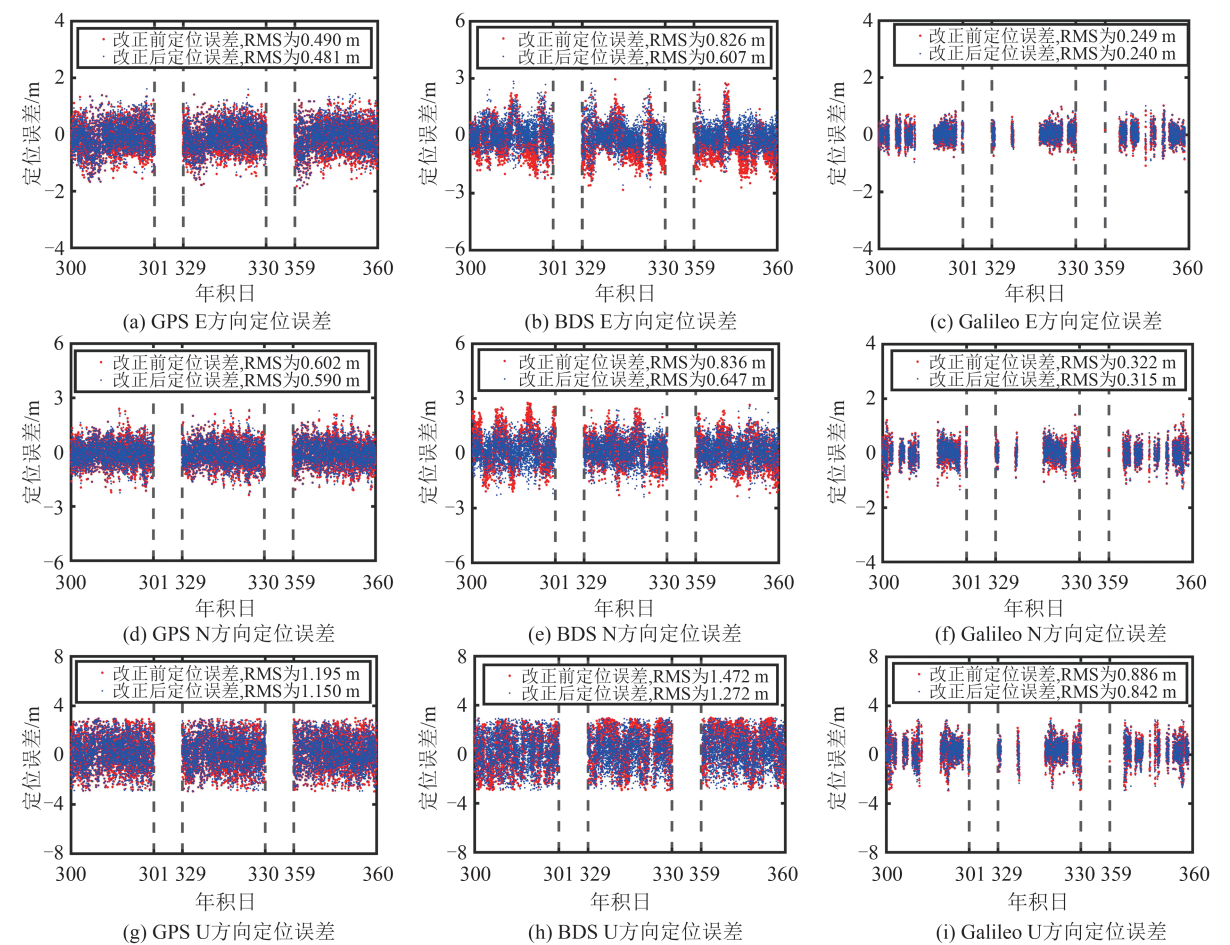 改正前定位误差,RMS为0.490 m
改正后定位误差,RMS为0.481 m
定位误差/m
4
2
0
−2
−4
300 301 329 330 359 360
年积日
(a) GPS E方向定位误差
改正前定位误差,RMS为0.826 m
改正后定位误差,RMS为0.607 m
定位误差/m
6
3
0
−3
−6
300 301 329 330 359 360
年积日
(b) BDS E方向定位误差
改正前定位误差,RMS为0.249 m
改正后定位误差,RMS为0.240 m
定位误差/m
4
2
0
−2
−4
300 301 329 330 359 360
年积日
(c) Galileo E方向定位误差
改正前定位误差,RMS为0.602 m
改正后定位误差,RMS为0.590 m
定位误差/m
6
3
0
−3
−6
300 301 329 330 359 360
年积日
(d) GPS N方向定位误差
改正前定位误差,RMS为0.836 m
改正后定位误差,RMS为0.647 m
定位误差/m
6
3
0
−3
−6
300 301 329 330 359 360
年积日
(e) BDS N方向定位误差
改正前定位误差,RMS为0.322 m
改正后定位误差,RMS为0.315 m
定位误差/m
4
2
0
−2
−4
300 301 329 330 359 360
年积日
(f) Galileo N方向定位误差
改正前定位误差,RMS为1.195 m
改正后定位误差,RMS为1.150 m
定位误差/m
8
4
0
−4
−8
300 301 329 330 359 360
年积日
(g) GPS U方向定位误差
改正前定位误差,RMS为1.472 m
改正后定位误差,RMS为1.272 m
定位误差/m
8
4
0
−4
−8
300 301 329 330 359 360
年积日
(h) BDS U方向定位误差
改正前定位误差,RMS为0.886 m
改正后定位误差,RMS为0.842 m
定位误差/m
8
4
0
−4
−8
300 301 329 330 359 360
年积日
(i) Galileo U方向定位误差